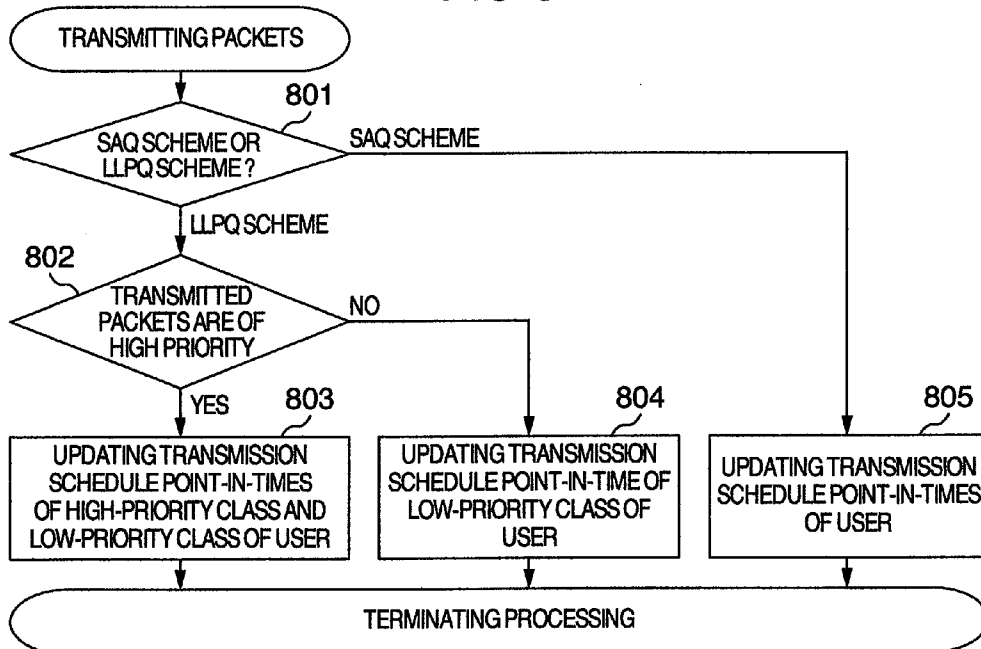 TRANSMITTING PACKETS
801
SAQ SCHEME OR
LLPQ SCHEME ?
SAQ SCHEME
LLPQ SCHEME
802
TRANSMITTED
PACKETS ARE OF
HIGH PRIORITY
NO
YES
803
UPDATING TRANSMISSION
SCHEDULE POINT-IN-TIMES
OF HIGH-PRIORITY CLASS AND
LOW-PRIORITY CLASS OF USER
804
UPDATING TRANSMISSION
SCHEDULE POINT-IN-TIME OF
LOW-PRIORITY CLASS OF
USER
805
UPDATING TRANSMISSION
SCHEDULE POINT-IN-TIMES
OF USER
TERMINATING PROCESSING